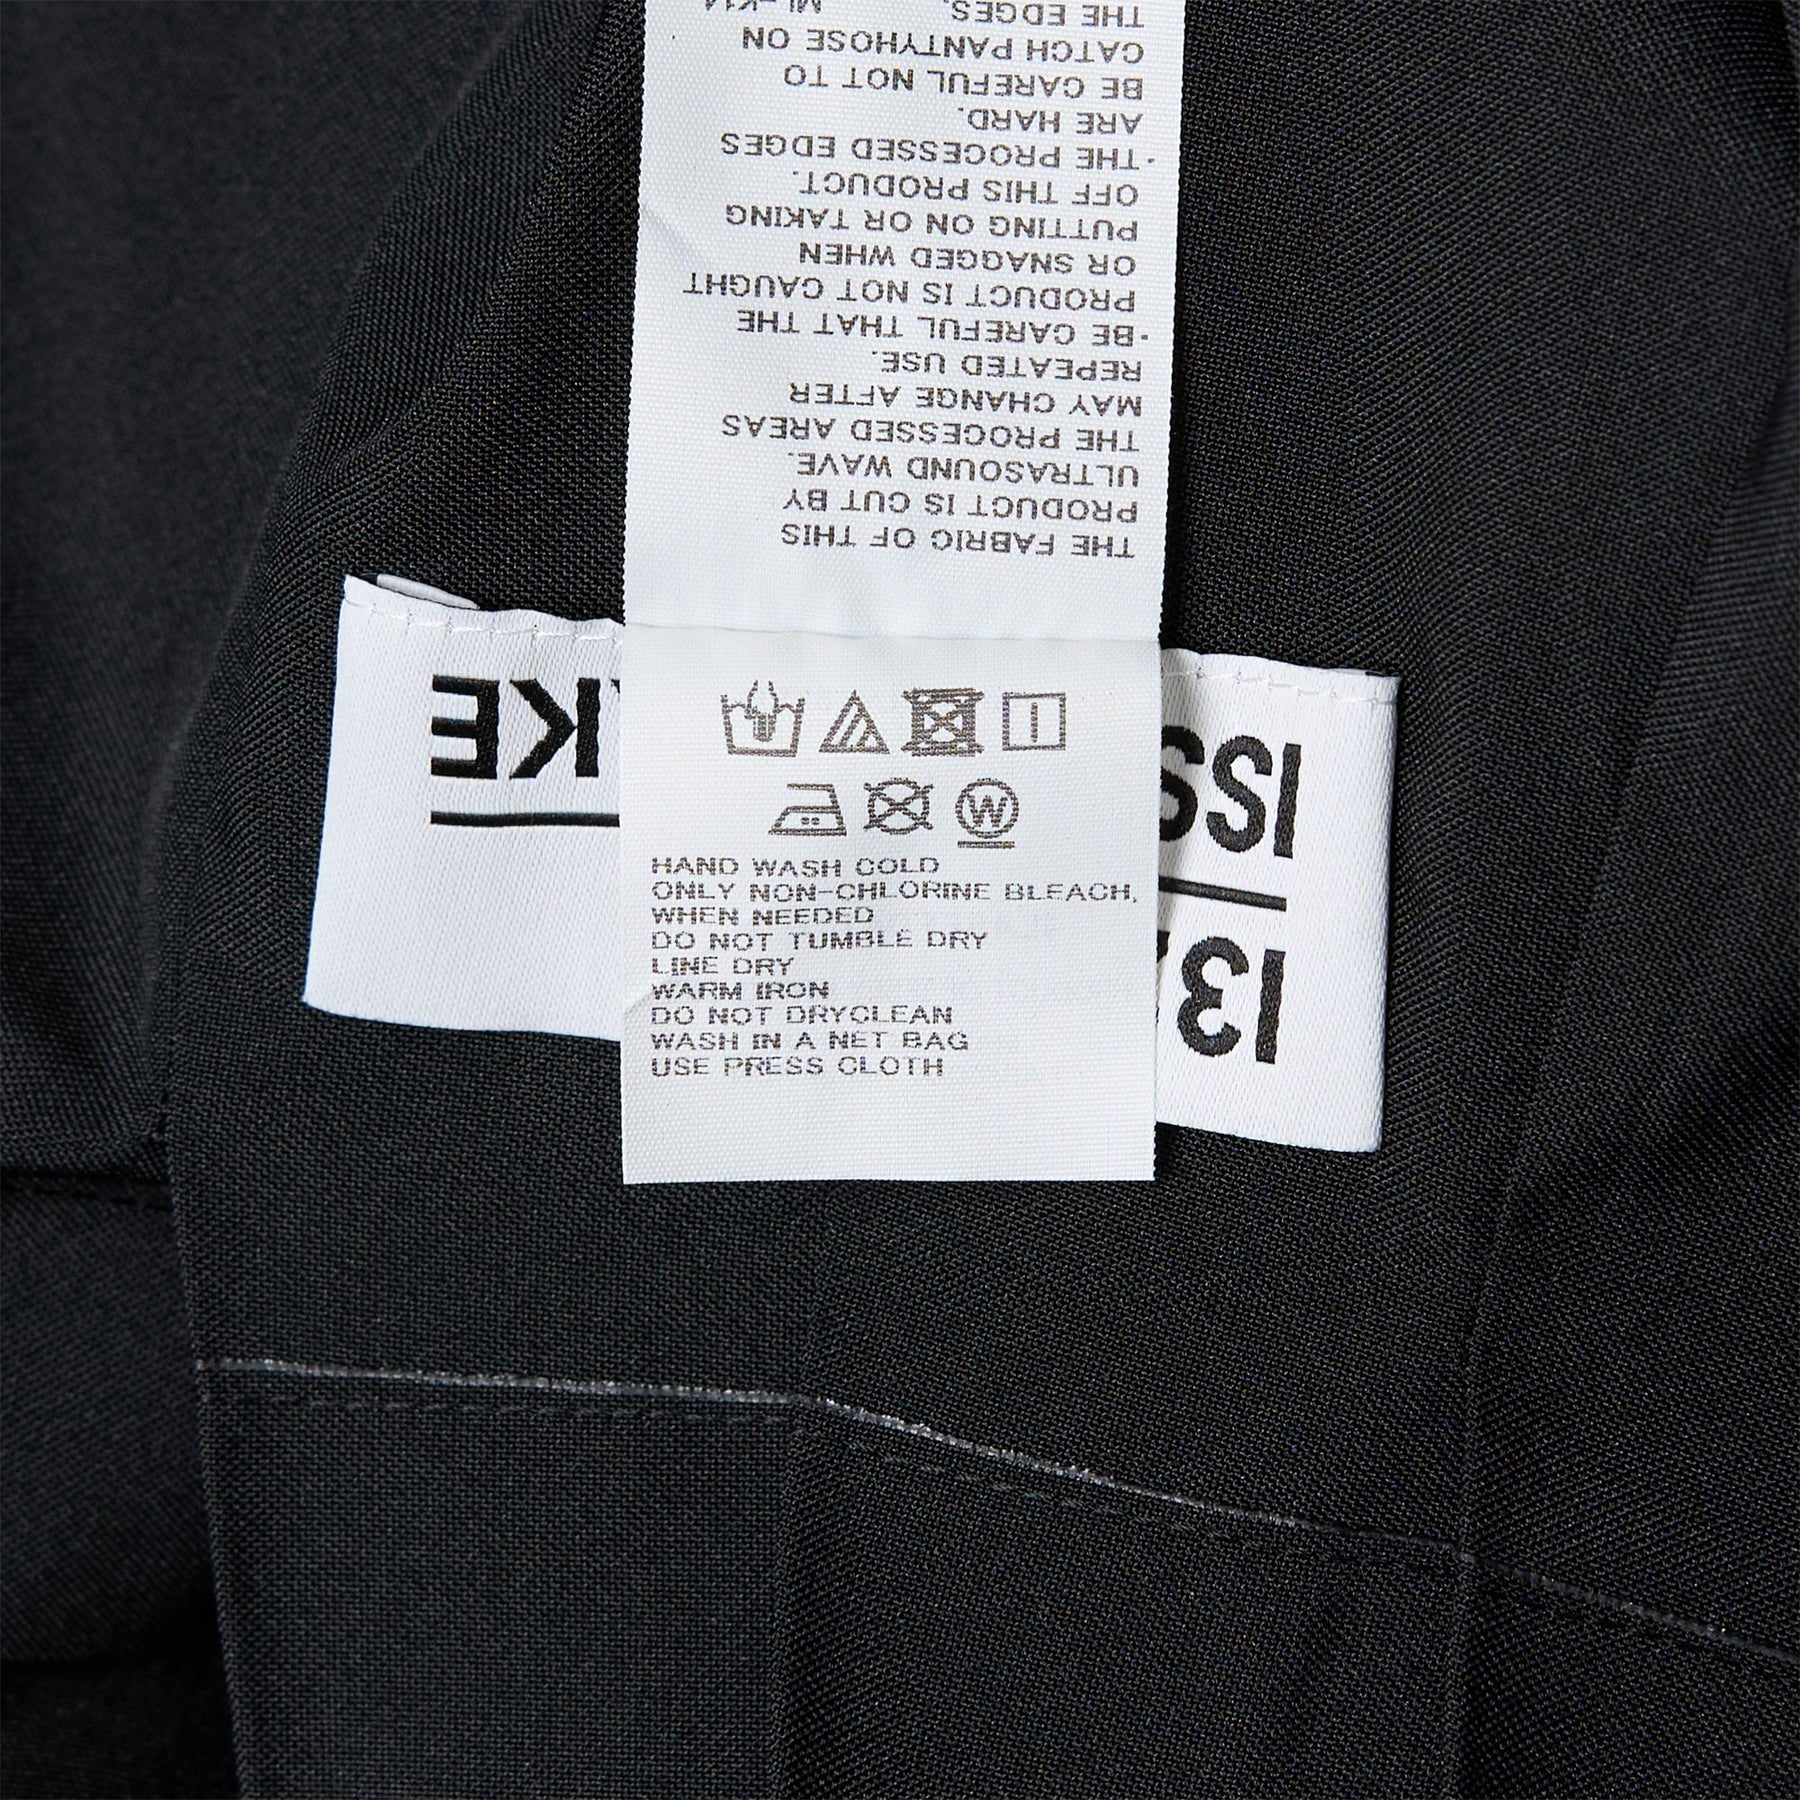 HAND WASH COLD
ONLY NON-CHLORINE BLEACH,
WHEN NEEDED
DO NOT TUMBLE DRY
LINE DRY
WARM IRON
DO NOT DRYCLEAN
WASH IN A NET BAG
USE PRESS CLOTH
W
THE FABRIC OF THIS
PRODUCT IS CUT BY
ULTRASOUND WAVE.
THE PROCESSED AREAS
MAY CHANGE AFTER
REPEATED USE.
·BE CAREFUL THAT THE
PRODUCT IS NOT CAUGHT
OR SNAGGED WHEN
PUTTING ON OR TAKING
OFF THIS PRODUCT.
·THE PROCESSED EDGES
ARE HARD.
BE CAREFUL NOT TO
CATCH PANTYHOSE ON
THE EDGES.